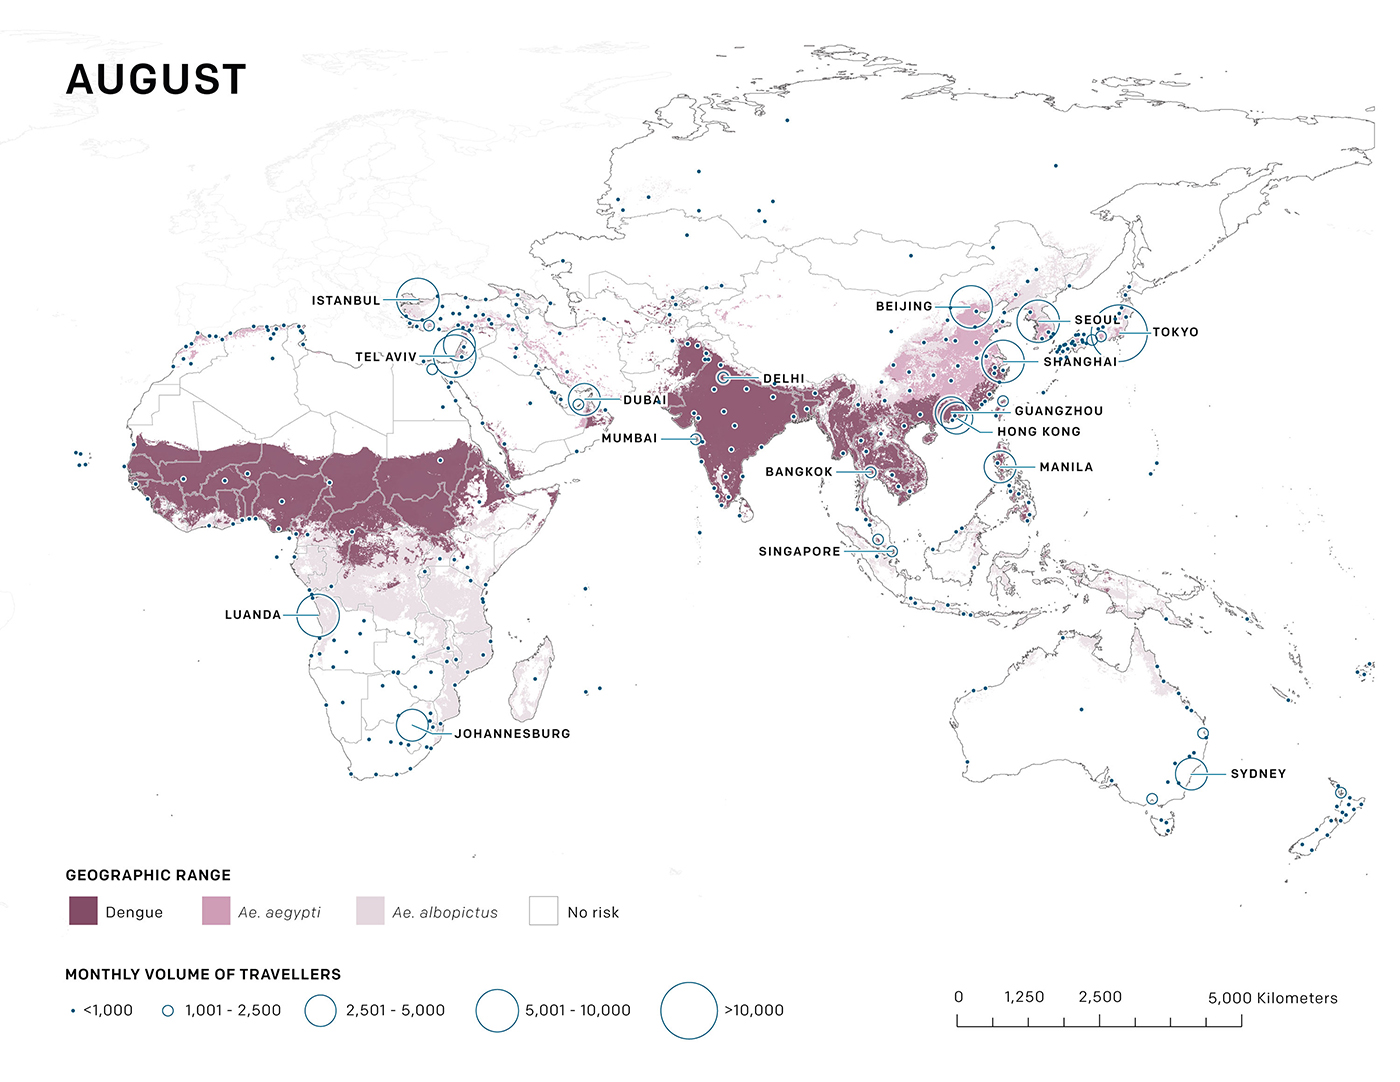 AUGUST
ISTANBUL
BEIJING
SEOUL
TOKYO
TEL AVIV
SHANGHAI
DELHI
DUBAI
GUANGZHOU
MUMBAI
HONG KONG
BANGKOK
MANILA
SINGAPORE
LUANDA
JOHANNESBURG
SYDNEY
GEOGRAPHIC RANGE
Dengue Ae. aegypti Ae. albopictus No risk
MONTHLY VOLUME OF TRAVELLERS
<1,000 1,001 - 2,500 2,501 - 5,000 5,001 - 10,000 >10,000
0 1,250 2,500 5,000 Kilometers